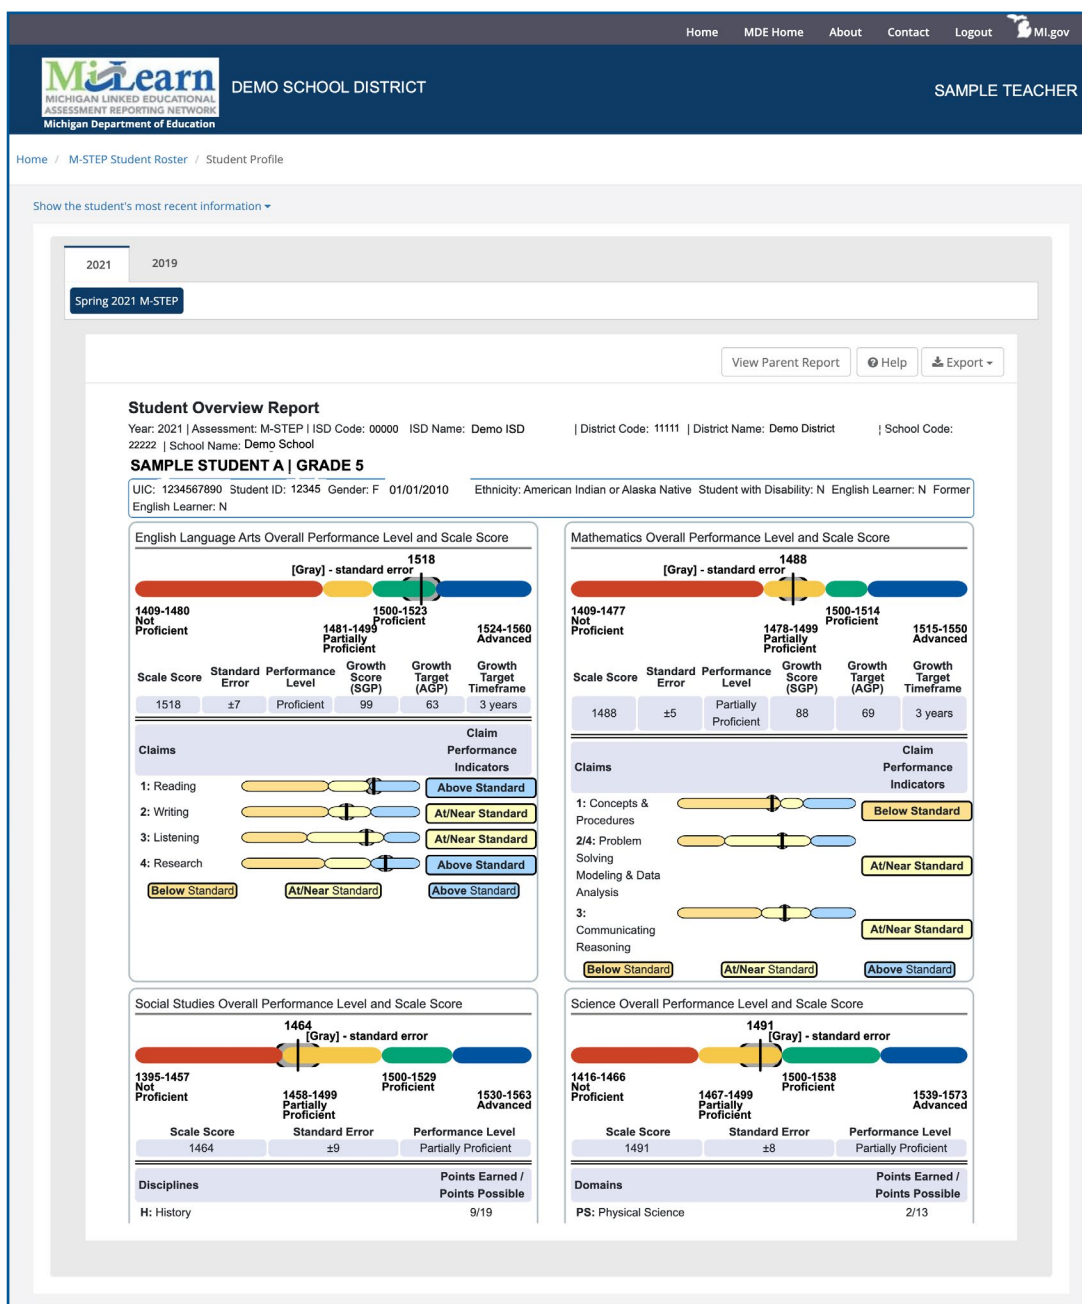 Home MDE Home About Contact Logout MI.gov
MiLearn
MICHIGAN LINKED EDUCATIONAL
ASSESSMENT REPORTING NETWORK
Michigan Department of Education
DEMO SCHOOL DISTRICT
SAMPLE TEACHER
Home / M-STEP Student Roster / Student Profile
Show the student's most recent information
2021 2019
Spring 2021 M-STEP
View Parent Report Help Export
Student Overview Report
Year: 2021 | Assessment: M-STEP | ISD Code: 00000 ISD Name: Demo ISD | District Code: 11111 | District Name: Demo District | School Code:
22222 | School Name: Demo School
SAMPLE STUDENT A | GRADE 5
UIC: 1234567890 Student ID: 12345 Gender: F 01/01/2010 Ethnicity: American Indian or Alaska Native Student with Disability: N English Learner: N Former
English Learner: N
English Language Arts Overall Performance Level and Scale Score
1518
[Gray] - standard error
1409-1480
Not
Proficient
1481-1499
Partially
Proficient
1500-1523
Proficient
1524-1560
Advanced
Scale Score Standard Error Performance Level Growth Score (SGP) Growth Target (AGP) Growth Target Timeframe
1518 ±7 Proficient 99 63 3 years
Claims Claim Performance Indicators
1: Reading Above Standard
2: Writing At/Near Standard
3: Listening At/Near Standard
4: Research Above Standard
Below Standard At/Near Standard Above Standard
Mathematics Overall Performance Level and Scale Score
1488
[Gray] - standard error
1409-1477
Not
Proficient
1478-1499
Partially
Proficient
1500-1514
Proficient
1515-1550
Advanced
Scale Score Standard Error Performance Level Growth Score (SGP) Growth Target (AGP) Growth Target Timeframe
1488 ±5 Partially Proficient 88 69 3 years
Claims Claim Performance Indicators
1: Concepts &
Procedures
Below Standard
2/4: Problem
Solving
Modeling & Data
Analysis
At/Near Standard
3:
Communicating
Reasoning
At/Near Standard
Below Standard At/Near Standard Above Standard
Social Studies Overall Performance Level and Scale Score
1464
[Gray] - standard error
1395-1457
Not
Proficient
1458-1499
Partially
Proficient
1500-1529
Proficient
1530-1563
Advanced
Scale Score Standard Error Performance Level
1464 ±9 Partially Proficient
Disciplines Points Earned / Points Possible
H: History 9/19
Science Overall Performance Level and Scale Score
1491
[Gray] - standard error
1416-1466
Not
Proficient
1467-1499
Partially
Proficient
1500-1538
Proficient
1539-1573
Advanced
Scale Score Standard Error Performance Level
1491 ±8 Partially Proficient
Domains Points Earned / Points Possible
PS: Physical Science 2/13